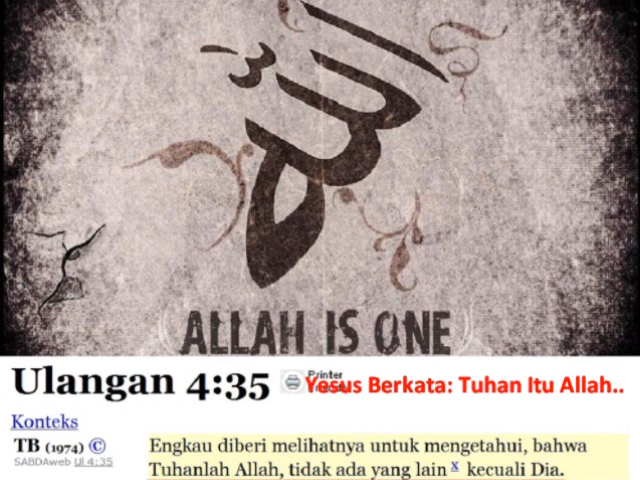 الله
ALLAH IS ONE
Ulangan 4:35
Printer
Yesus Berkata: Tuhan Itu Allah..
Konteks
TB (1974) ©
SABDAweb Ul 4:35
Engkau diberi melihatnya untuk mengetahui, bahwa
Tuhanlah Allah, tidak ada yang lain x kecuali Dia.